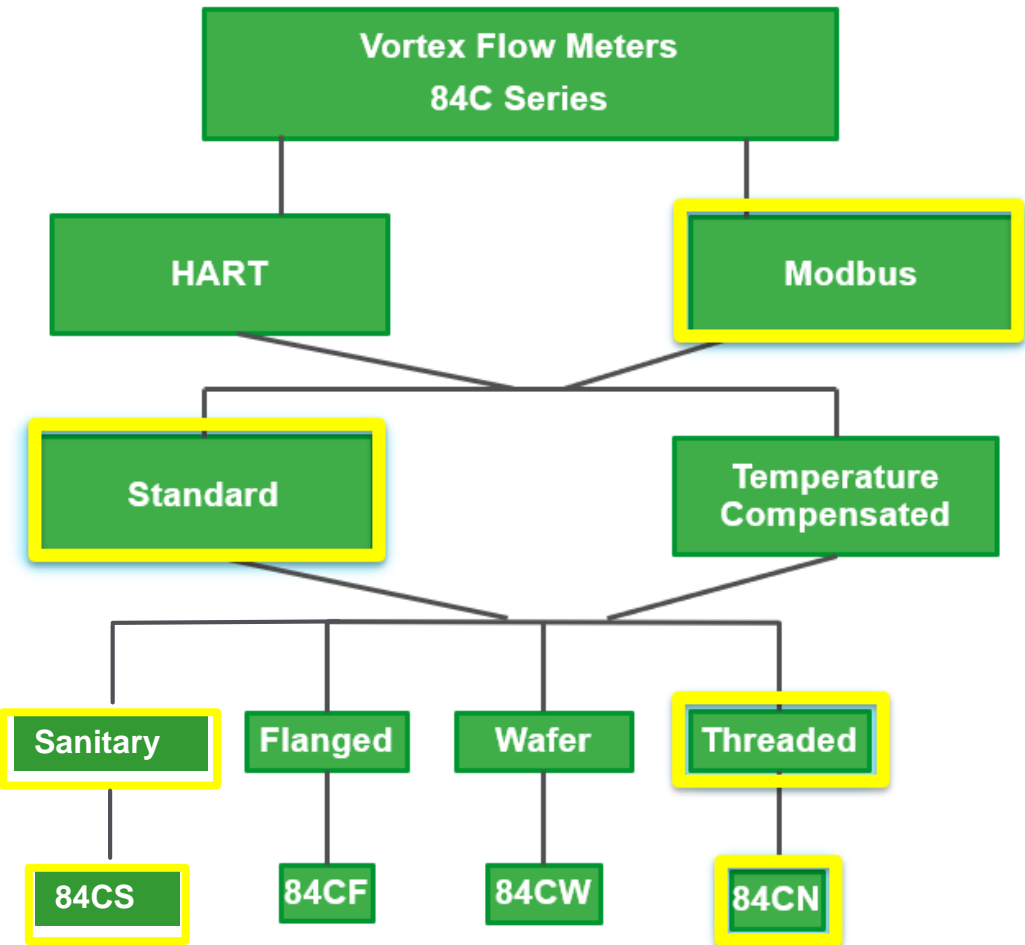 Vortex Flow Meters
84C Series
HART
Modbus
Standard
Temperature
Compensated
Sanitary
Flanged
Wafer
Threaded
84CS
84CF
84CW
84CN